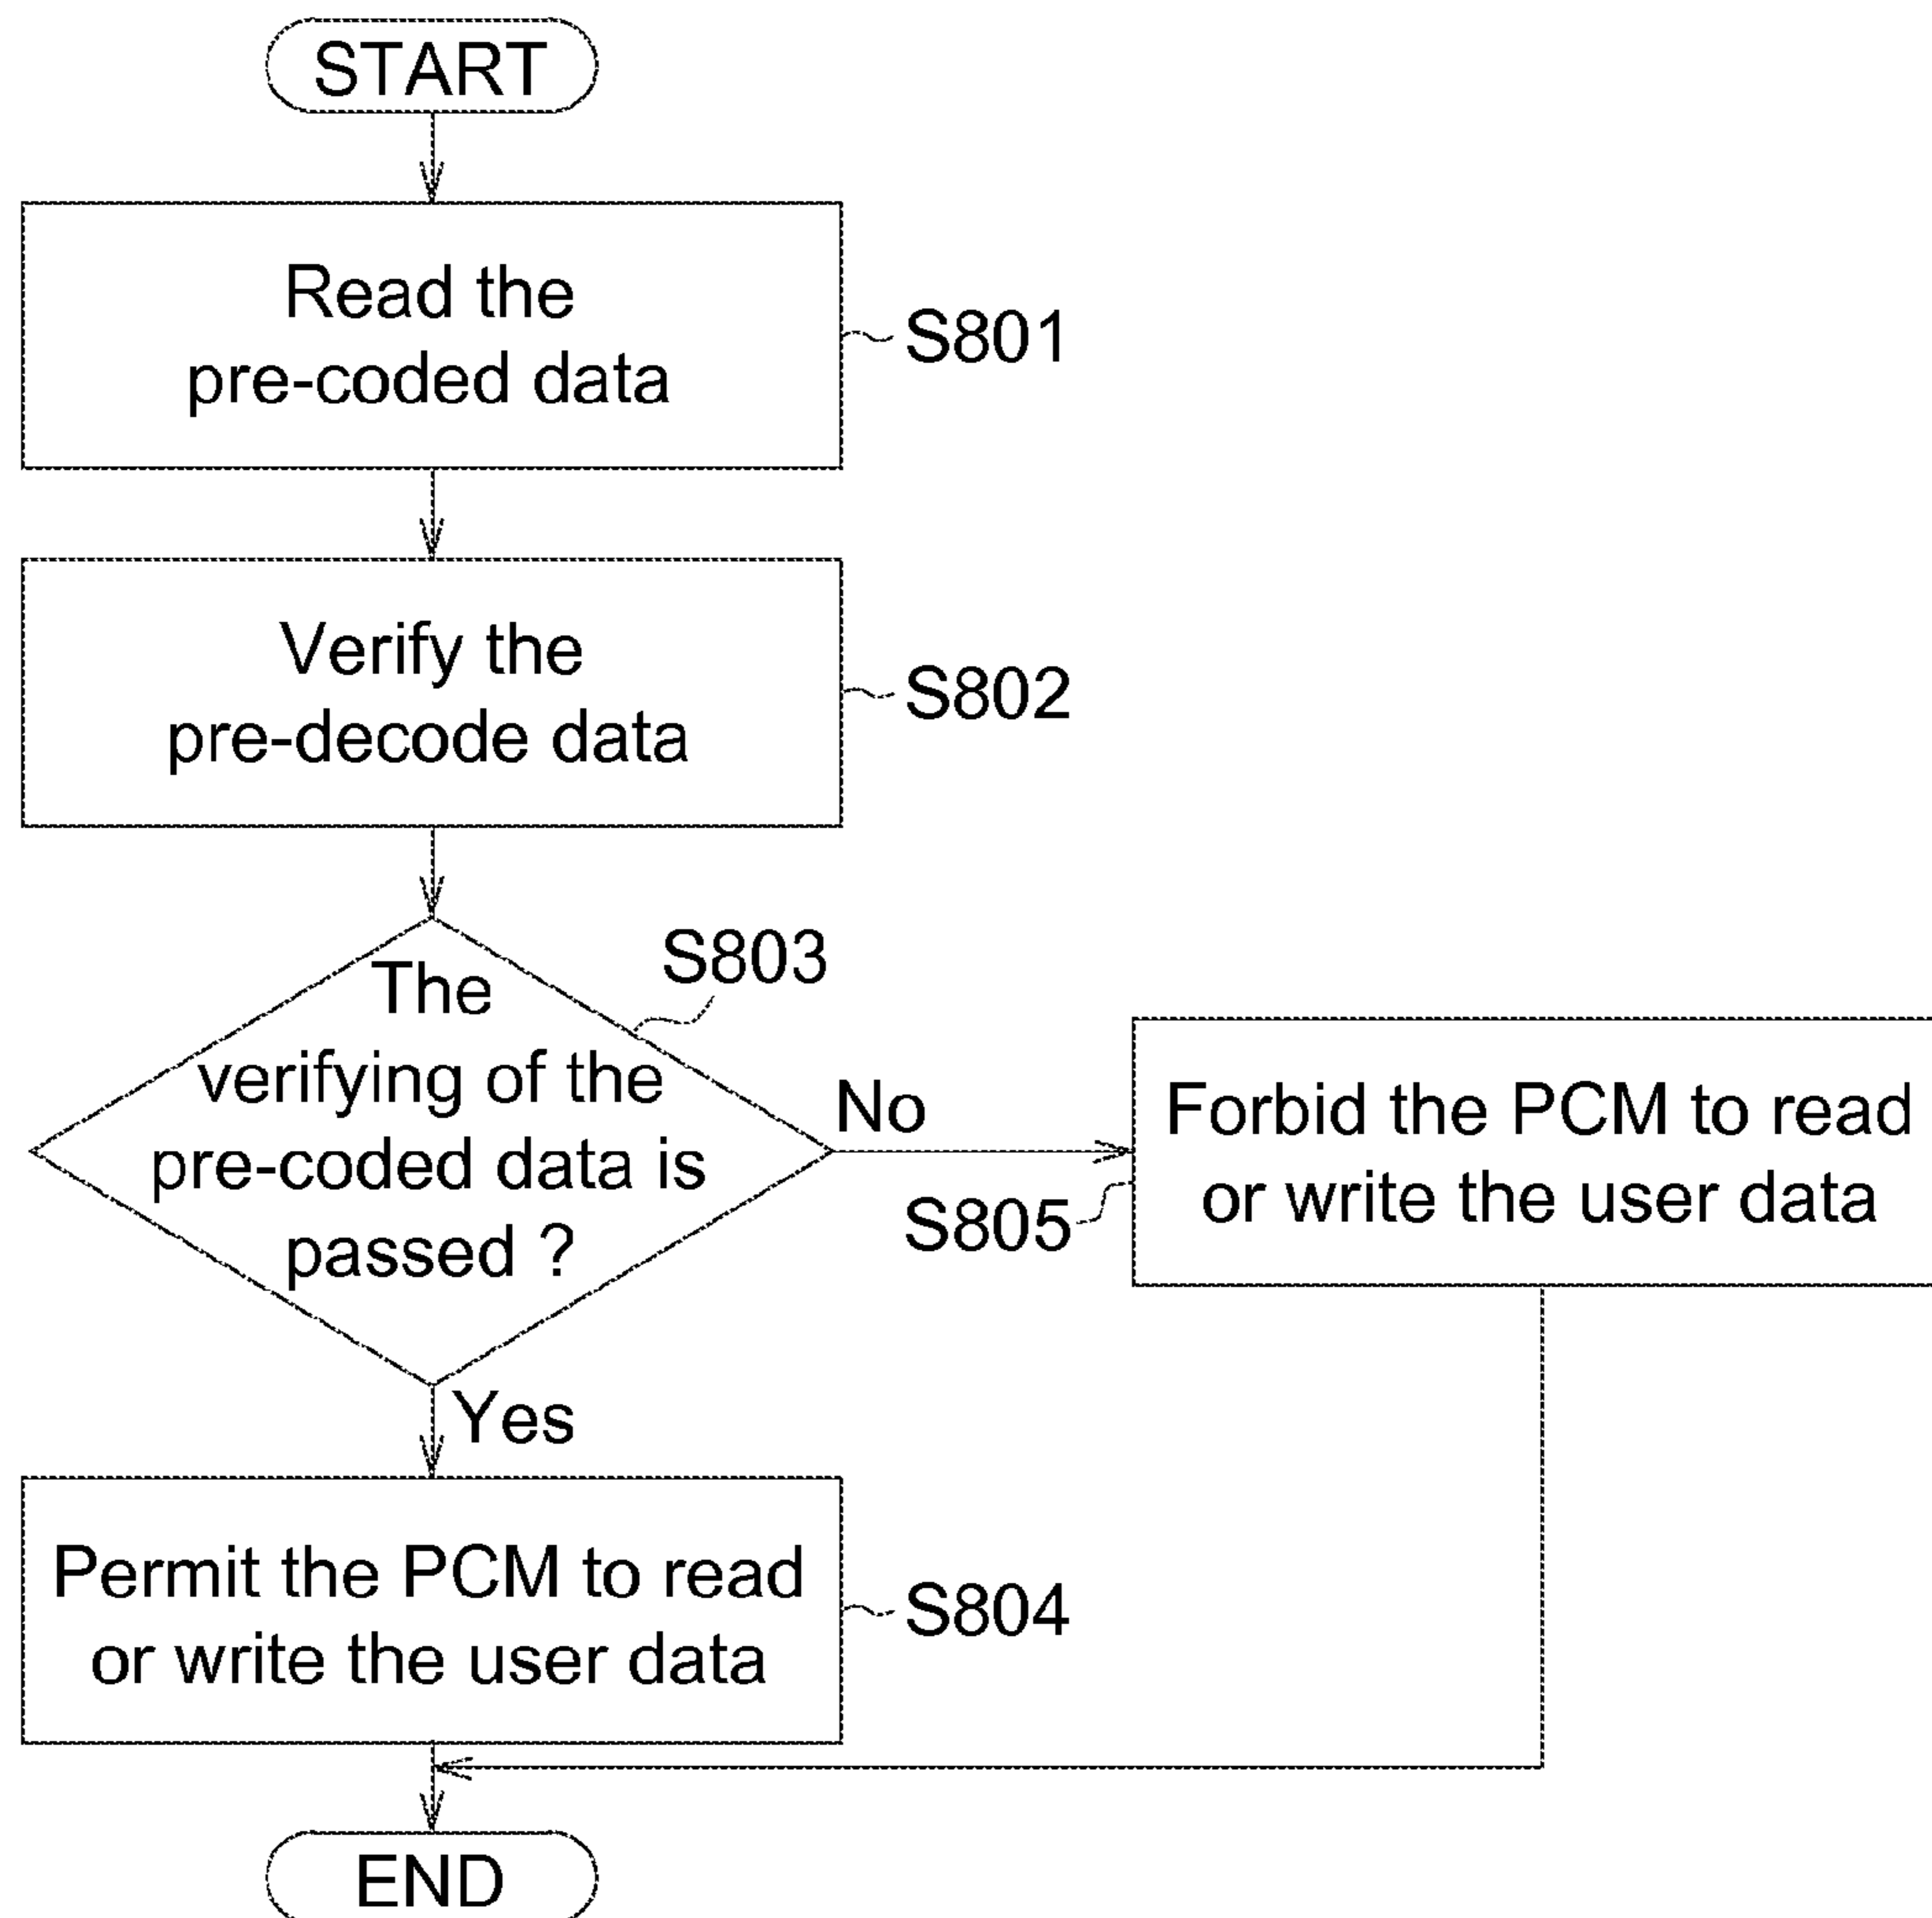 START
Read the
pre-coded data
S801
Verify the
pre-decode data
S802
The
verifying of the
pre-coded data is
passed ?
S803
No
Forbid the PCM to read
or write the user data
S805
Yes
Permit the PCM to read
or write the user data
S804
END